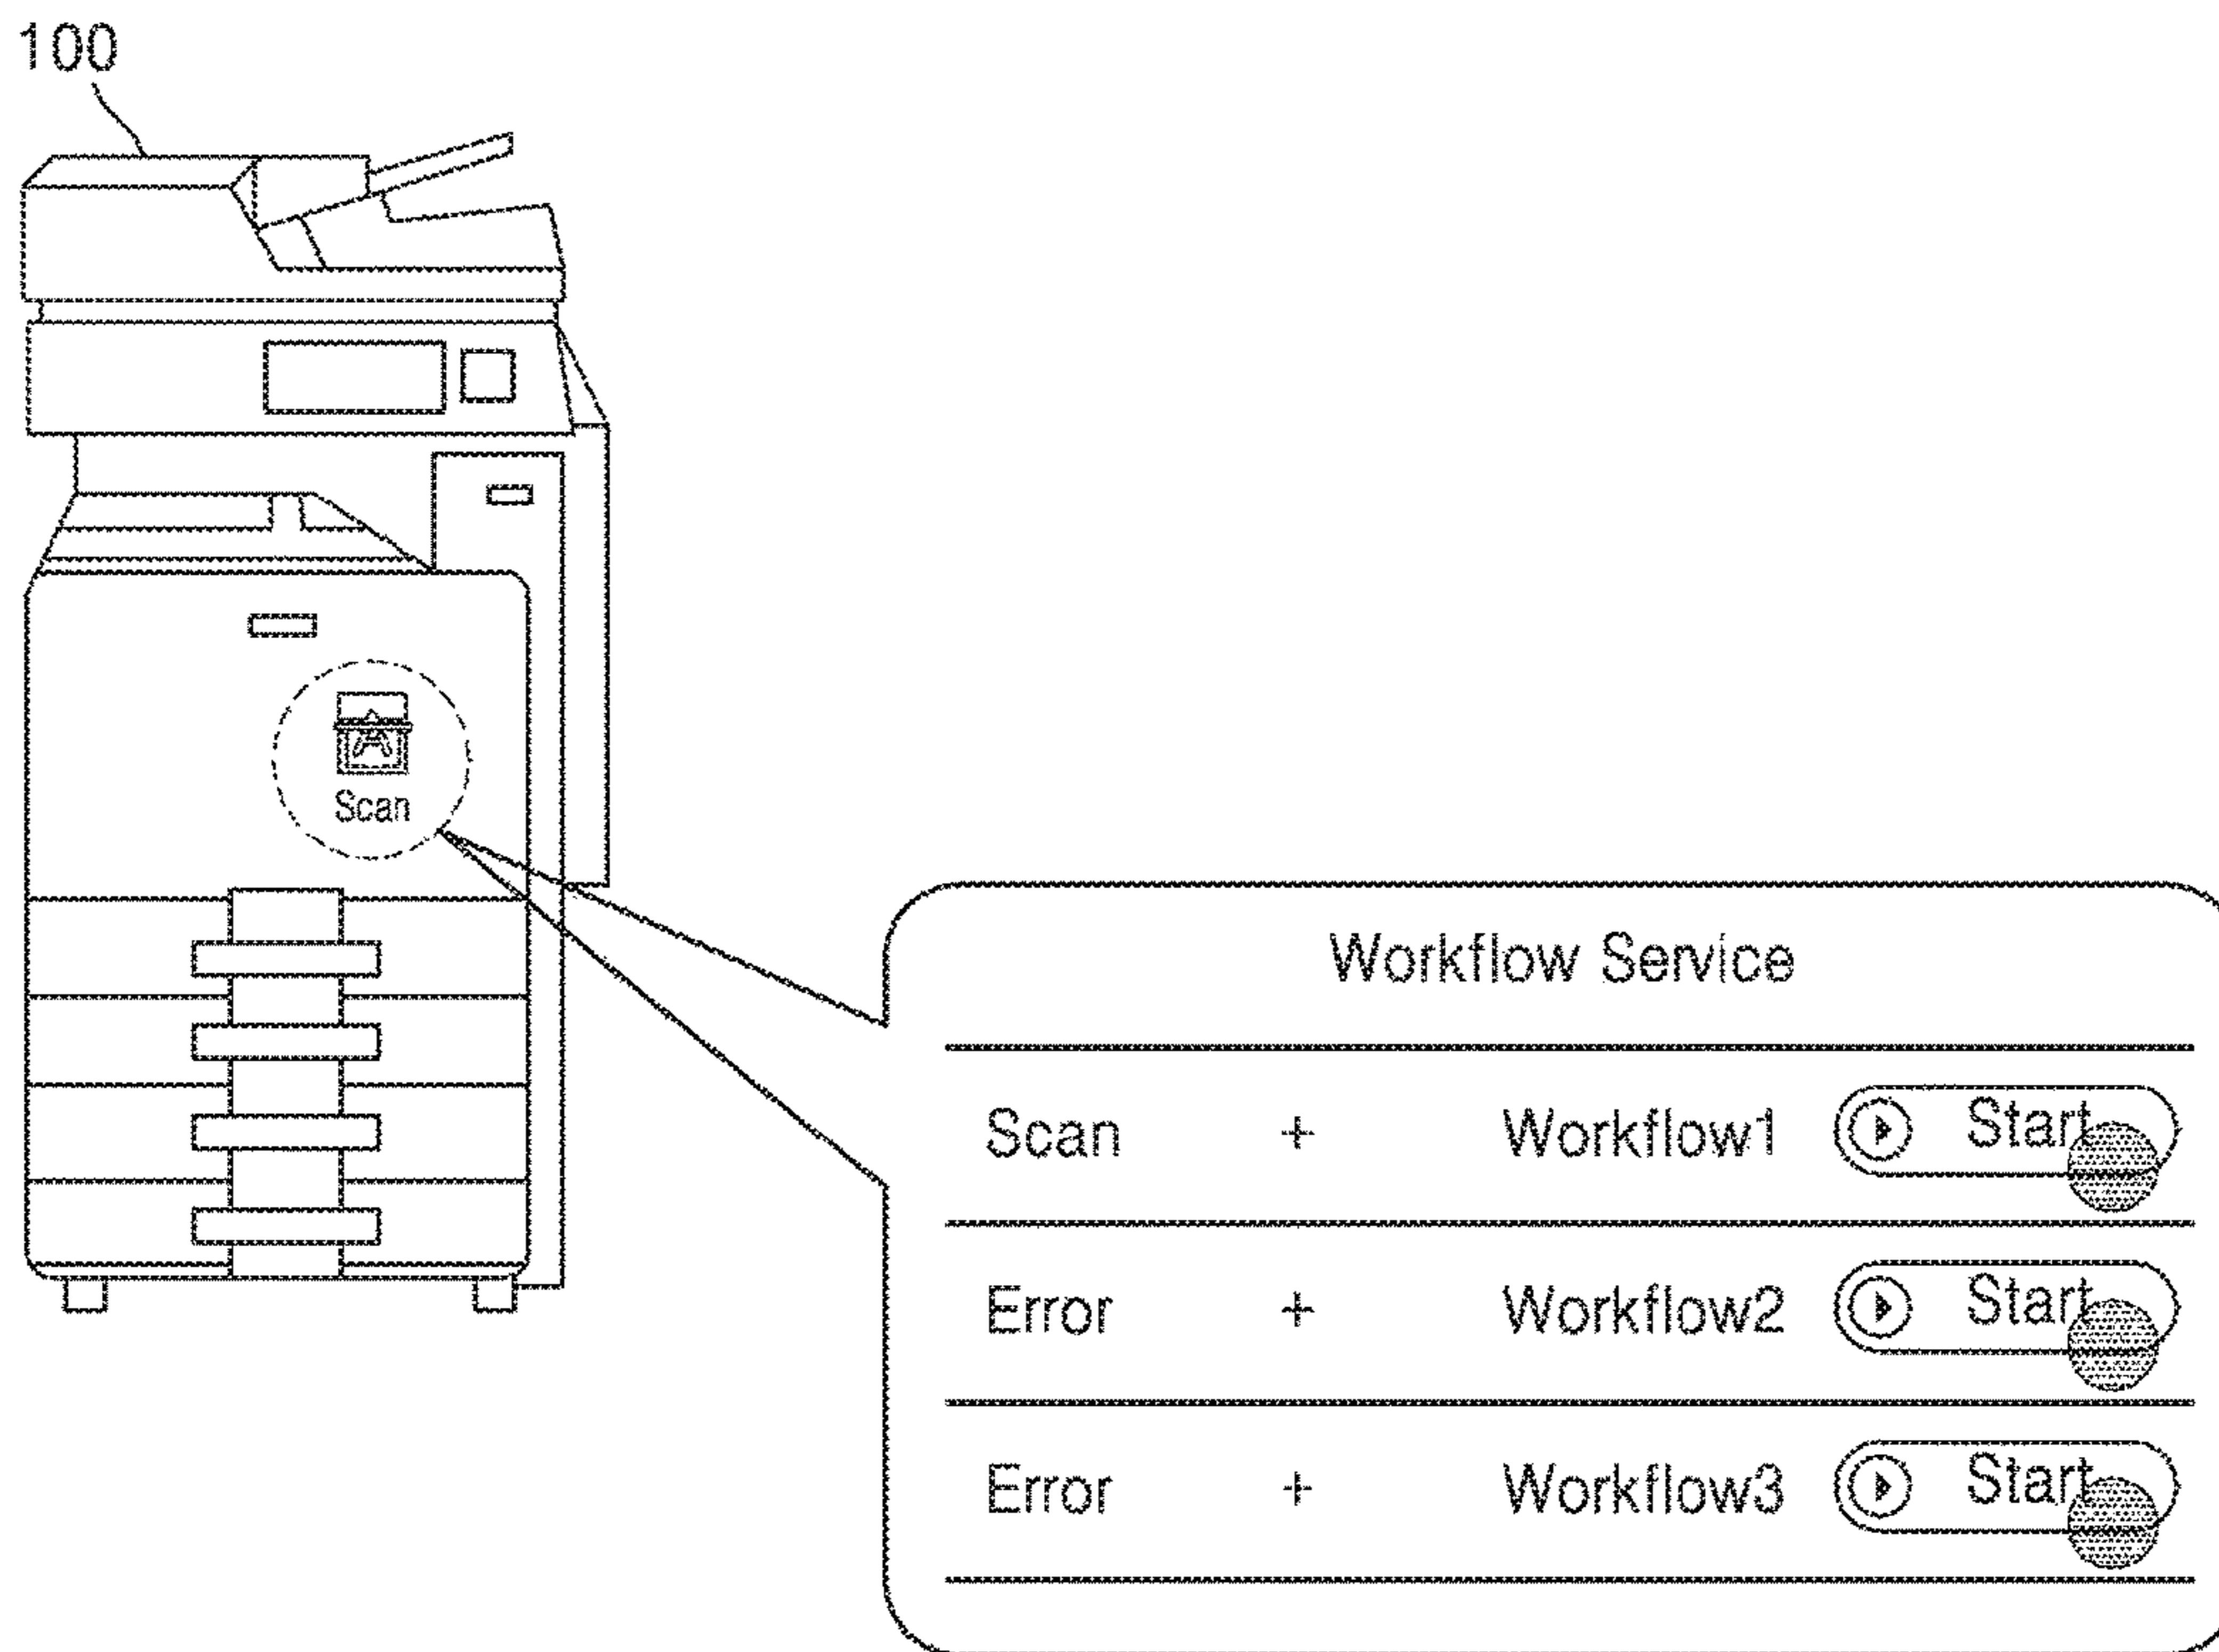 100
Scan
Workflow Service
Scan + Workflow1 Start
Error + Workflow2 Start
Error + Workflow3 Start